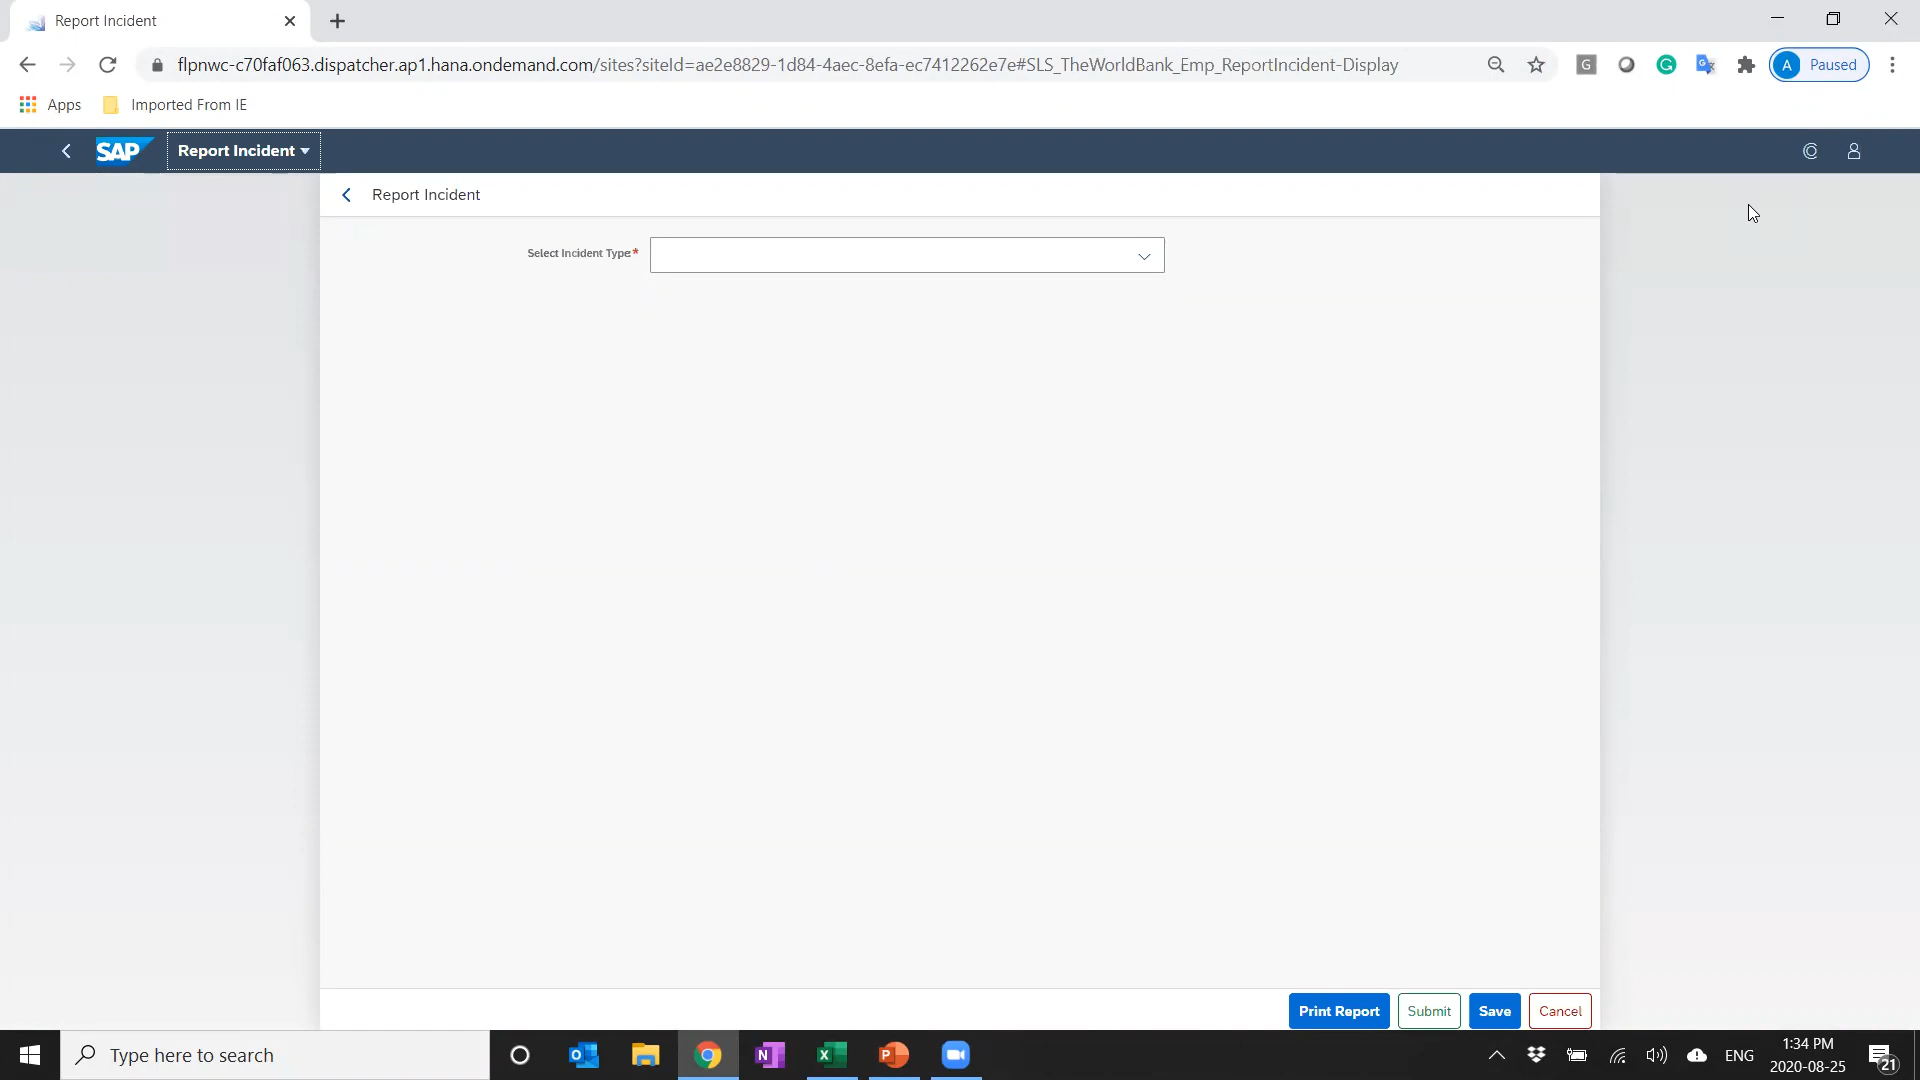 Report Incident
flpnwc-c70faf063.dispatcher.ap1.hana.ondemand.com/sites?siteId=ae2e8829-1d84-4aec-8efa-ec7412262e7e#SLS_TheWorldBank_Emp_ReportIncident-Display
G
A Paused
Apps
Imported From IE
SAP
Report Incident
Report Incident
Select Incident Type*
Print Report
Submit
Save
Cancel
Type here to search
ENG
1:34 PM
2020-08-25
21